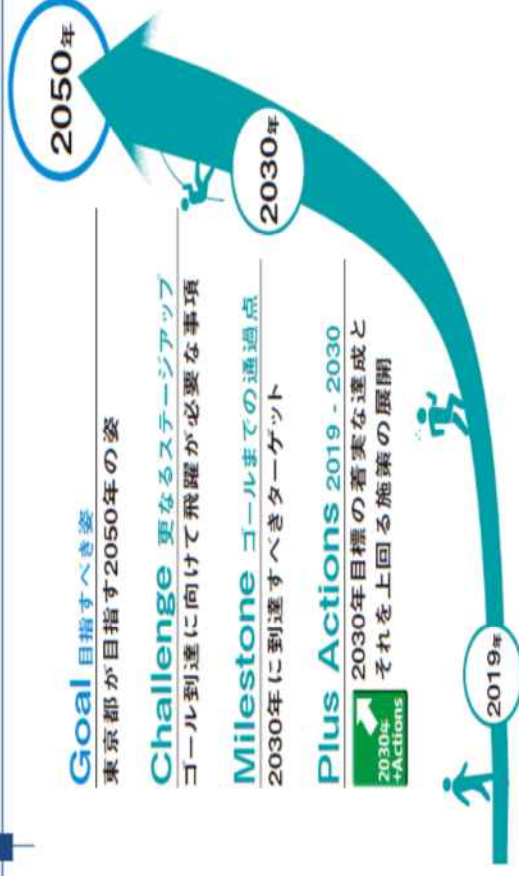 2050年
Goal 目指すべき姿
東京都が目指す2050年の姿
Challenge 更なるステージアップ
ゴール到達に向けて飛躍が必要な事項
2030年
Milestone ゴールまでの通過点
2030年に到達すべきターゲット
Plus Actions 2019 - 2030
2030年目標の着実な達成と
それを上回る施策の展開
2030年
+Actions
2019年